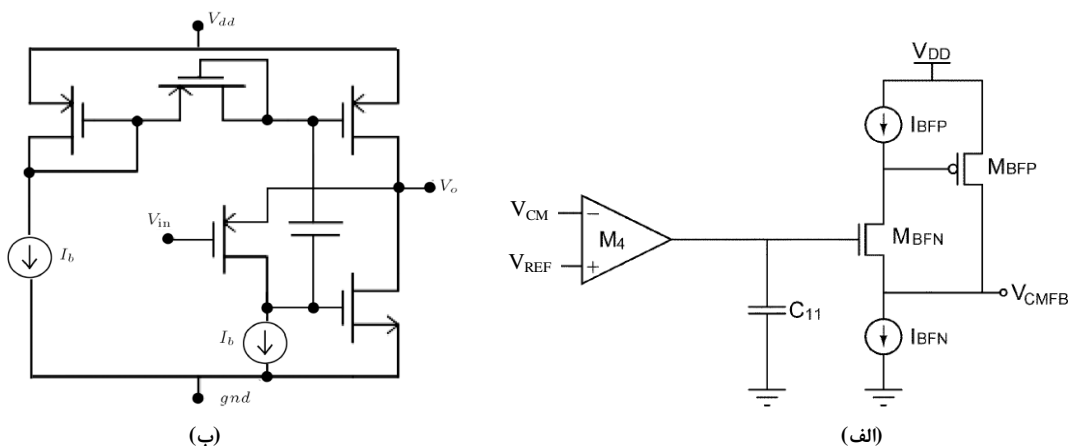 V_dd
V_in
V_o
I_b
I_b
gnd
(ب)
V_DD
I_BFP
M_BFP
V_CM
M_4
V_REF
M_BFN
C_11
V_CMFB
I_BFN
(الف)